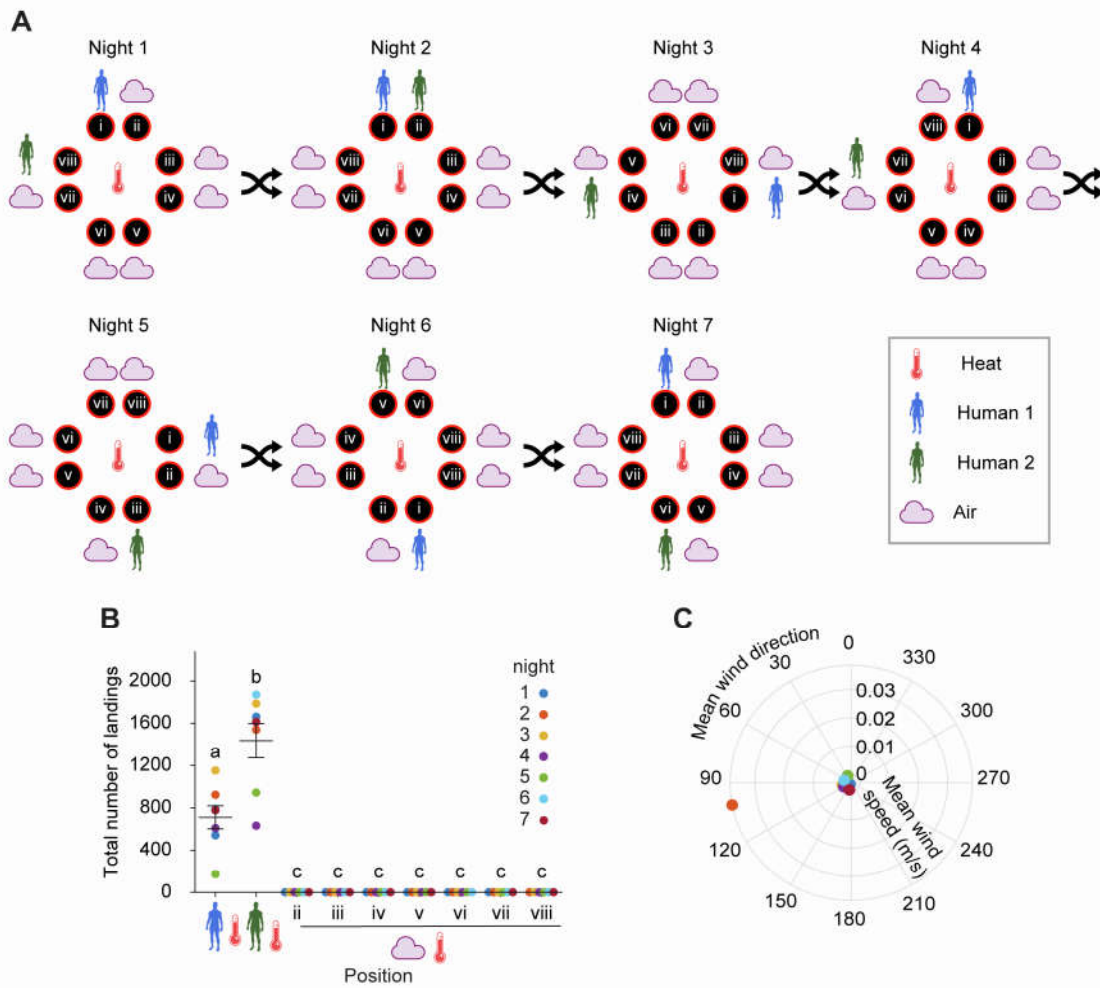 A
Night 1 Night 2 Night 3 Night 4
i ii i ii vi vii viii i
viii iii viii iii v viii vii ii
vii iv vii iv iv i vi iii
vi v vi v iii ii v iv
Night 5 Night 6 Night 7
vii viii v vi i ii
vi i iv viii viii iii
v ii iii viii vii iv
iv iii ii i vi v
Heat
Human 1
Human 2
Air
B
Total number of landings
2000
1600
1200
800
400
0
a
b
c c c c c c c
night
1
2
3
4
5
6
7
ii iii iv v vi vii viii
Position
C
Mean wind direction
0
330
300
270
240
210
180
150
120
90
60
30
0.03
0.02
0.01
0
Mean wind
speed (m/s)